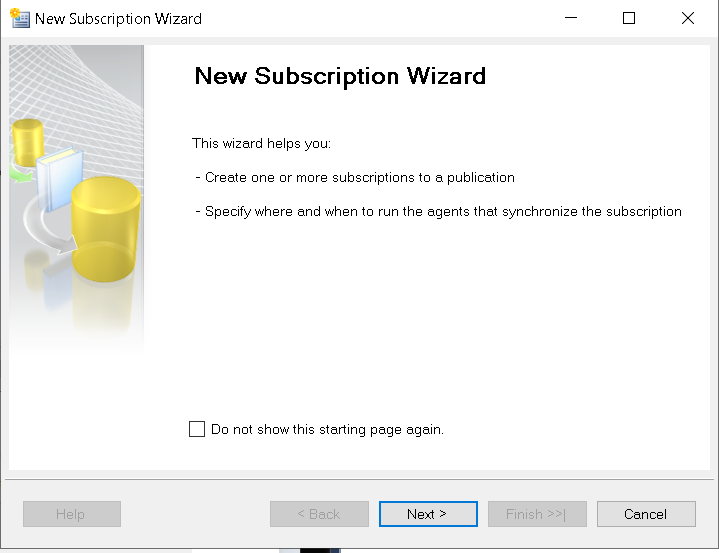 New Subscription Wizard
New Subscription Wizard
This wizard helps you:
- Create one or more subscriptions to a publication
- Specify where and when to run the agents that synchronize the subscription
Do not show this starting page again.
Help
< Back
Next >
Finish >>|
Cancel